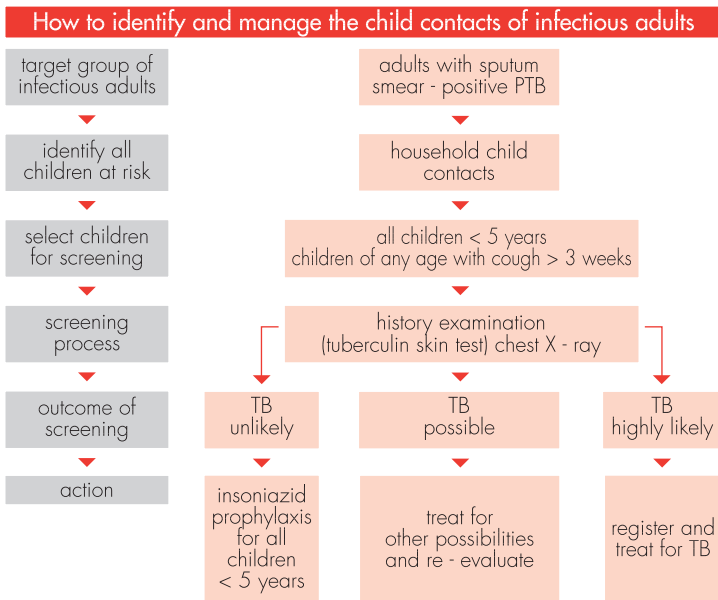 How to identify and manage the child contacts of infectious adults
target group of
infectious adults
adults with sputum
smear - positive PTB
identify all
children at risk
household child
contacts
select children
for screening
all children < 5 years
children of any age with cough > 3 weeks
screening
process
history examination
(tuberculin skin test) chest X - ray
outcome of
screening
TB
unlikely
TB
possible
TB
highly likely
action
insoniazid
prophylaxis
for all
children
< 5 years
treat for
other possibilities
and re - evaluate
register and
treat for TB